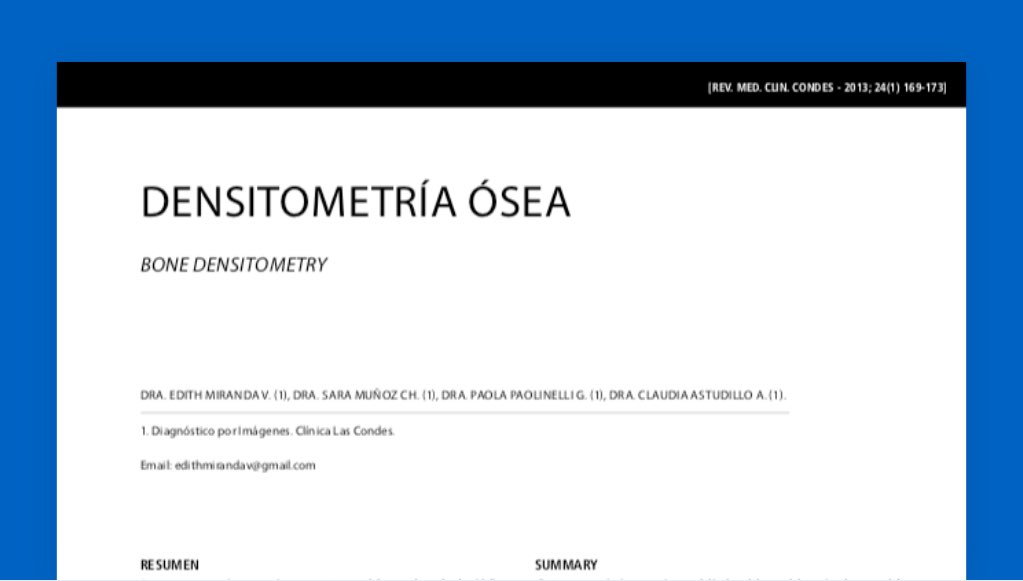 [REV. MED. CLIN. CONDES - 2013; 24(1) 169-173]
DENSITOMETRÍA ÓSEA
BONE DENSITOMETRY
DRA. EDITH MIRANDA V. (1), DRA. SARA MUÑOZ CH. (1), DRA. PAOLA PAOLINELLI G. (1), DRA. CLAUDIA ASTUDILLO A. (1).
1. Diagnóstico por Imágenes. Clínica Las Condes.
Email: edithmirandav@gmail.com
RESUMEN
SUMMARY